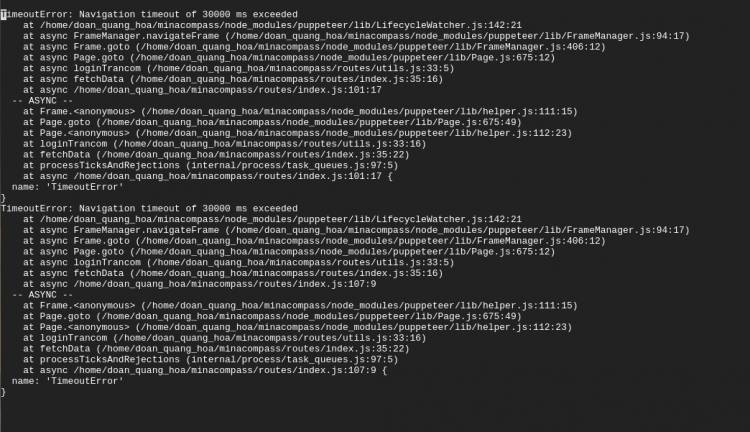 TimeoutError: Navigation timeout of 30000 ms exceeded
    at /home/doan_quang_hoa/minacompass/node_modules/puppeteer/lib/LifecycleWatcher.js:142:21
    at async FrameManager.navigateFrame (/home/doan_quang_hoa/minacompass/node_modules/puppeteer/lib/FrameManager.js:94:17)
    at async Frame.goto (/home/doan_quang_hoa/minacompass/node_modules/puppeteer/lib/FrameManager.js:406:12)
    at async Page.goto (/home/doan_quang_hoa/minacompass/node_modules/puppeteer/lib/Page.js:675:12)
    at async loginTrancom (/home/doan_quang_hoa/minacompass/routes/utils.js:33:5)
    at async fetchData (/home/doan_quang_hoa/minacompass/routes/index.js:35:16)
    at async /home/doan_quang_hoa/minacompass/routes/index.js:101:17
  -- ASYNC --
    at Frame.<anonymous> (/home/doan_quang_hoa/minacompass/node_modules/puppeteer/lib/helper.js:111:15)
    at Page.goto (/home/doan_quang_hoa/minacompass/node_modules/puppeteer/lib/Page.js:675:49)
    at Page.<anonymous> (/home/doan_quang_hoa/minacompass/node_modules/puppeteer/lib/helper.js:112:23)
    at loginTrancom (/home/doan_quang_hoa/minacompass/routes/utils.js:33:16)
    at fetchData (/home/doan_quang_hoa/minacompass/routes/index.js:35:22)
    at processTicksAndRejections (internal/process/task_queues.js:97:5)
    at async /home/doan_quang_hoa/minacompass/routes/index.js:101:17 {
  name: 'TimeoutError'
}
TimeoutError: Navigation timeout of 30000 ms exceeded
    at /home/doan_quang_hoa/minacompass/node_modules/puppeteer/lib/LifecycleWatcher.js:142:21
    at async FrameManager.navigateFrame (/home/doan_quang_hoa/minacompass/node_modules/puppeteer/lib/FrameManager.js:94:17)
    at async Frame.goto (/home/doan_quang_hoa/minacompass/node_modules/puppeteer/lib/FrameManager.js:406:12)
    at async Page.goto (/home/doan_quang_hoa/minacompass/node_modules/puppeteer/lib/Page.js:675:12)
    at async loginTrancom (/home/doan_quang_hoa/minacompass/routes/utils.js:33:5)
    at async fetchData (/home/doan_quang_hoa/minacompass/routes/index.js:35:16)
    at async /home/doan_quang_hoa/minacompass/routes/index.js:107:9
  -- ASYNC --
    at Frame.<anonymous> (/home/doan_quang_hoa/minacompass/node_modules/puppeteer/lib/helper.js:111:15)
    at Page.goto (/home/doan_quang_hoa/minacompass/node_modules/puppeteer/lib/Page.js:675:49)
    at Page.<anonymous> (/home/doan_quang_hoa/minacompass/node_modules/puppeteer/lib/helper.js:112:23)
    at loginTrancom (/home/doan_quang_hoa/minacompass/routes/utils.js:33:16)
    at fetchData (/home/doan_quang_hoa/minacompass/routes/index.js:35:22)
    at processTicksAndRejections (internal/process/task_queues.js:97:5)
    at async /home/doan_quang_hoa/minacompass/routes/index.js:107:9 {
  name: 'TimeoutError'
}